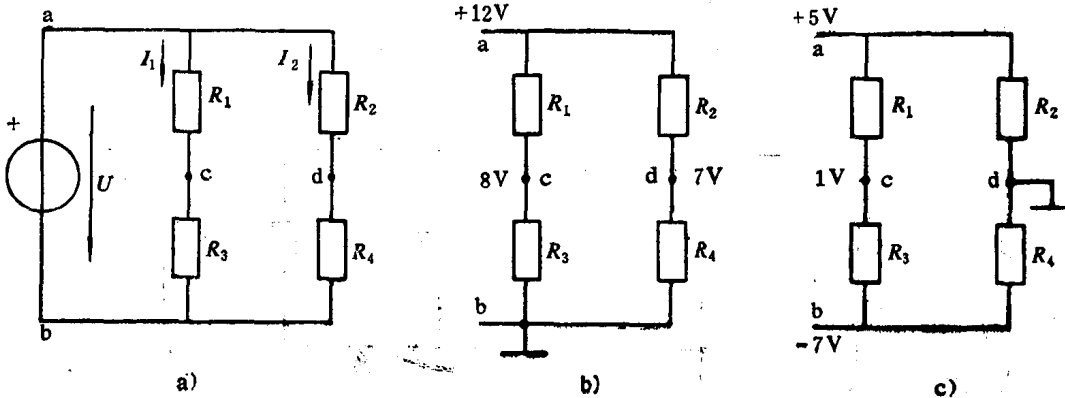 a
+
U
I₁
R₁
I₂
R₂
c
d
R₃
R₄
b
a)
+12V
a
R₁
R₂
8V c
d 7V
R₃
R₄
b
b)
+5V
a
R₁
R₂
1V c
d
R₃
R₄
b
-7V
c)